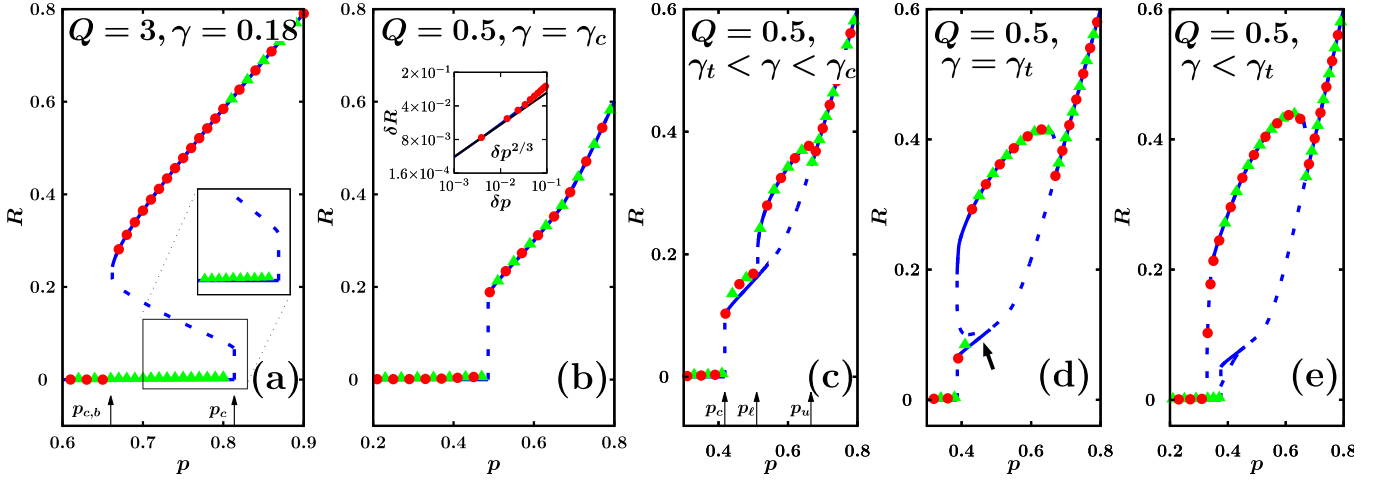 Q = 3, γ = 0.18
R
0.8
0.6
0.4
0.2
0
p_{c,b}
p_c
(a)
0.6 0.7 0.8 0.9
p
Q = 0.5, γ = γ_c
R
0.8
0.6
0.4
0.2
0
δR
2×10^{-1}
4×10^{-2}
8×10^{-3}
1.6×10^{-4}
δp^{2/3}
10^{-3} 10^{-2} 10^{-1}
δp
(b)
0.2 0.4 0.6 0.8
p
Q = 0.5,
γ_t < γ < γ_c
R
0.6
0.4
0.2
0
(c)
p_c p_ℓ p_u
0.4 0.6 0.8
p
Q = 0.5,
γ = γ_t
R
0.6
0.4
0.2
0
(d)
0.4 0.6 0.8
p
Q = 0.5,
γ < γ_t
R
0.6
0.4
0.2
0
(e)
0.2 0.4 0.6 0.8
p